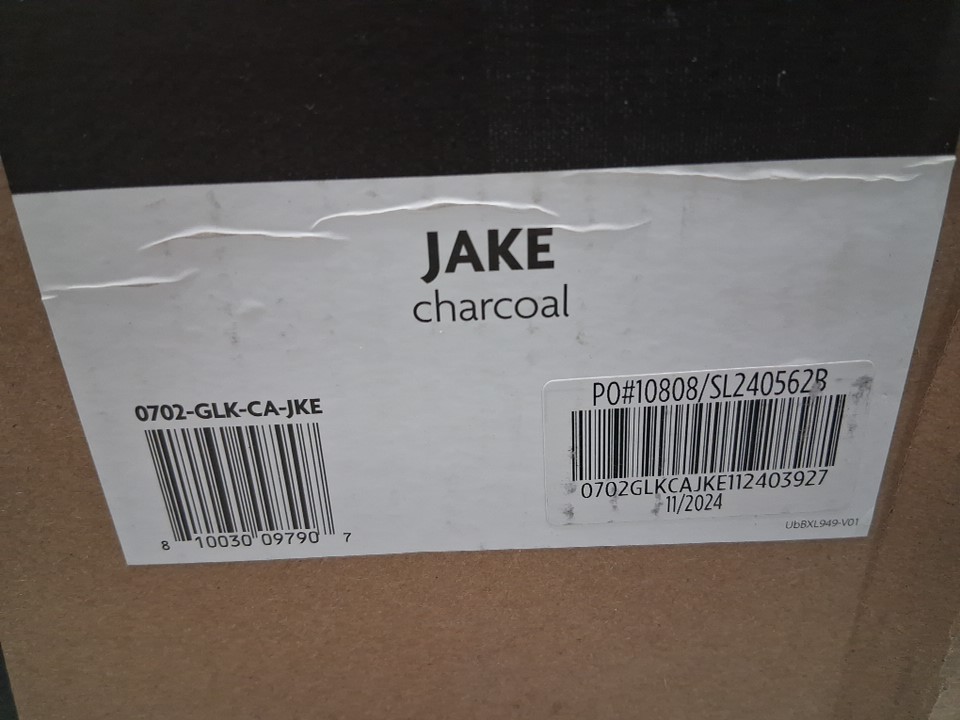 JAKE
charcoal
0702-GLK-CA-JKE
8 10030 09790 7
PO#10808/SL240562B
0702GLKCAJKE112403927
11/2024
UbBXL949-V01